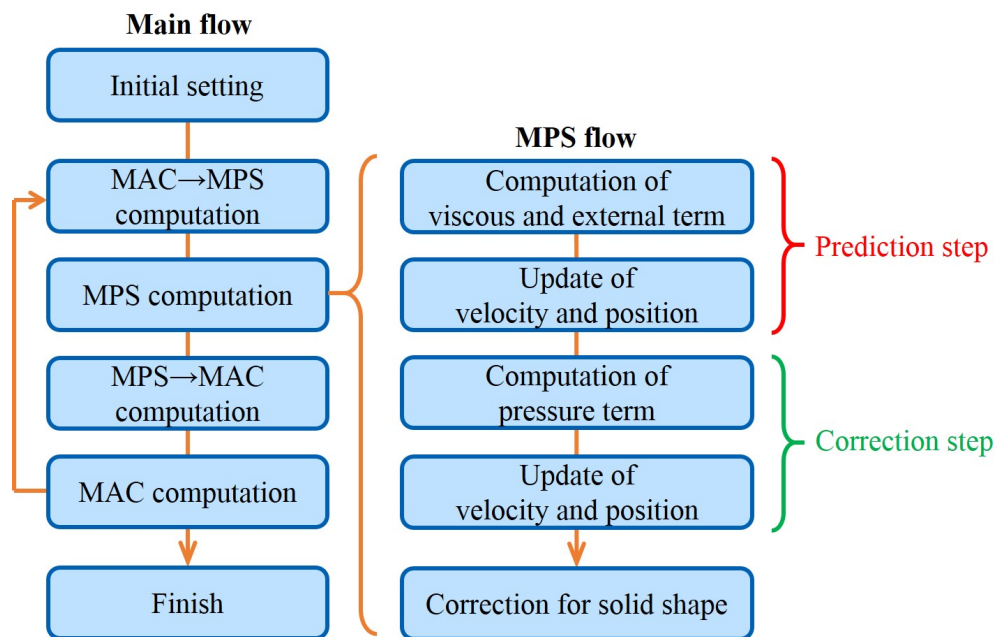 Main flow
Initial setting
MAC→MPS
computation
MPS computation
MPS→MAC
computation
MAC computation
Finish
MPS flow
Computation of
viscous and external term
Update of
velocity and position
Computation of
pressure term
Update of
velocity and position
Correction for solid shape
Prediction step
Correction step